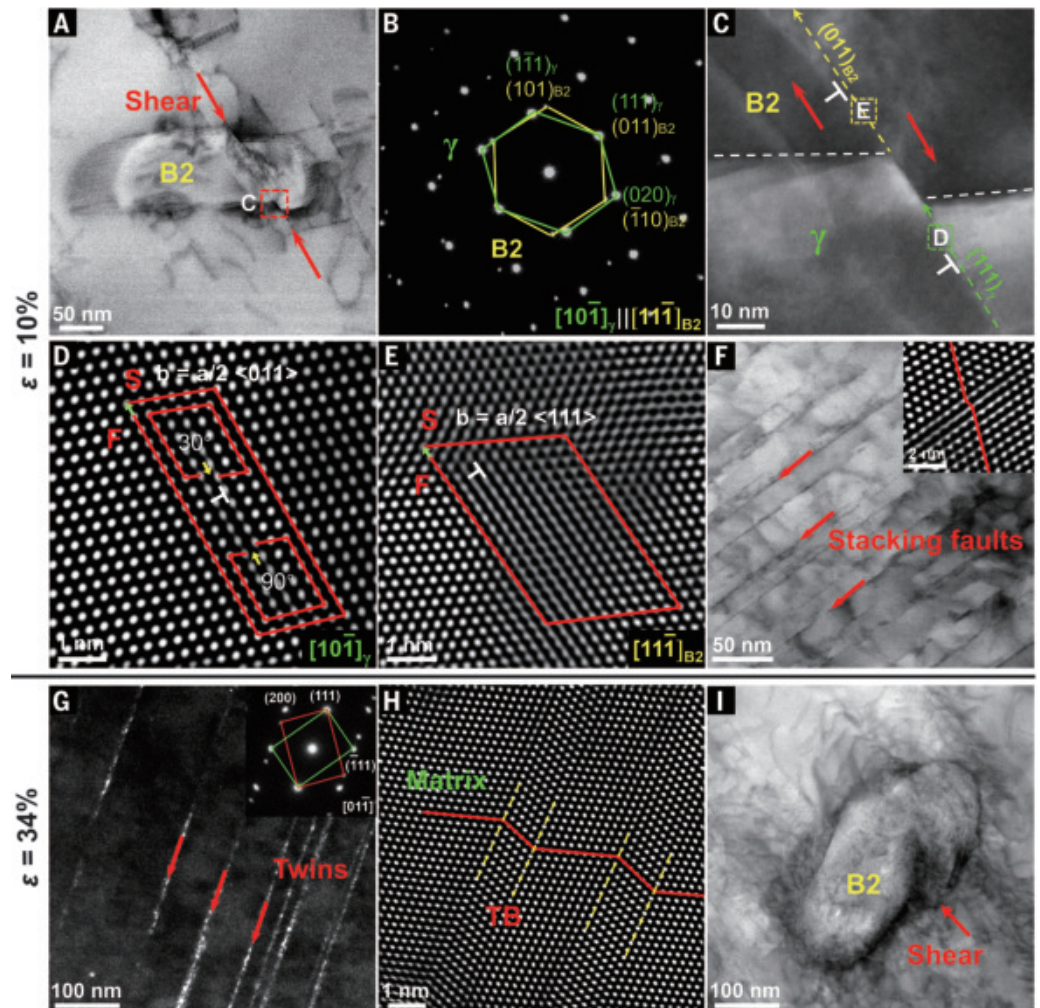 ε = 10%
A
Shear
B2
C
50 nm
B
(11̄1)γ
(101)B2
(111)γ
(011)B2
γ
(020)γ
(1̄10)B2
B2
[101̄]γ||[111̄]B2
C
(011)B2
B2
E
γ
D
(111)γ
10 nm
D
b = a/2 <011>
S
F
30°
90°
1 nm
[101̄]γ
E
b = a/2 <111>
S
F
1 nm
[111̄]B2
F
2 nm
Stacking faults
50 nm
ε = 34%
G
(200)
(111)
(1̄11)
[011̄]
Twins
100 nm
H
Matrix
TB
1 nm
I
B2
Shear
100 nm